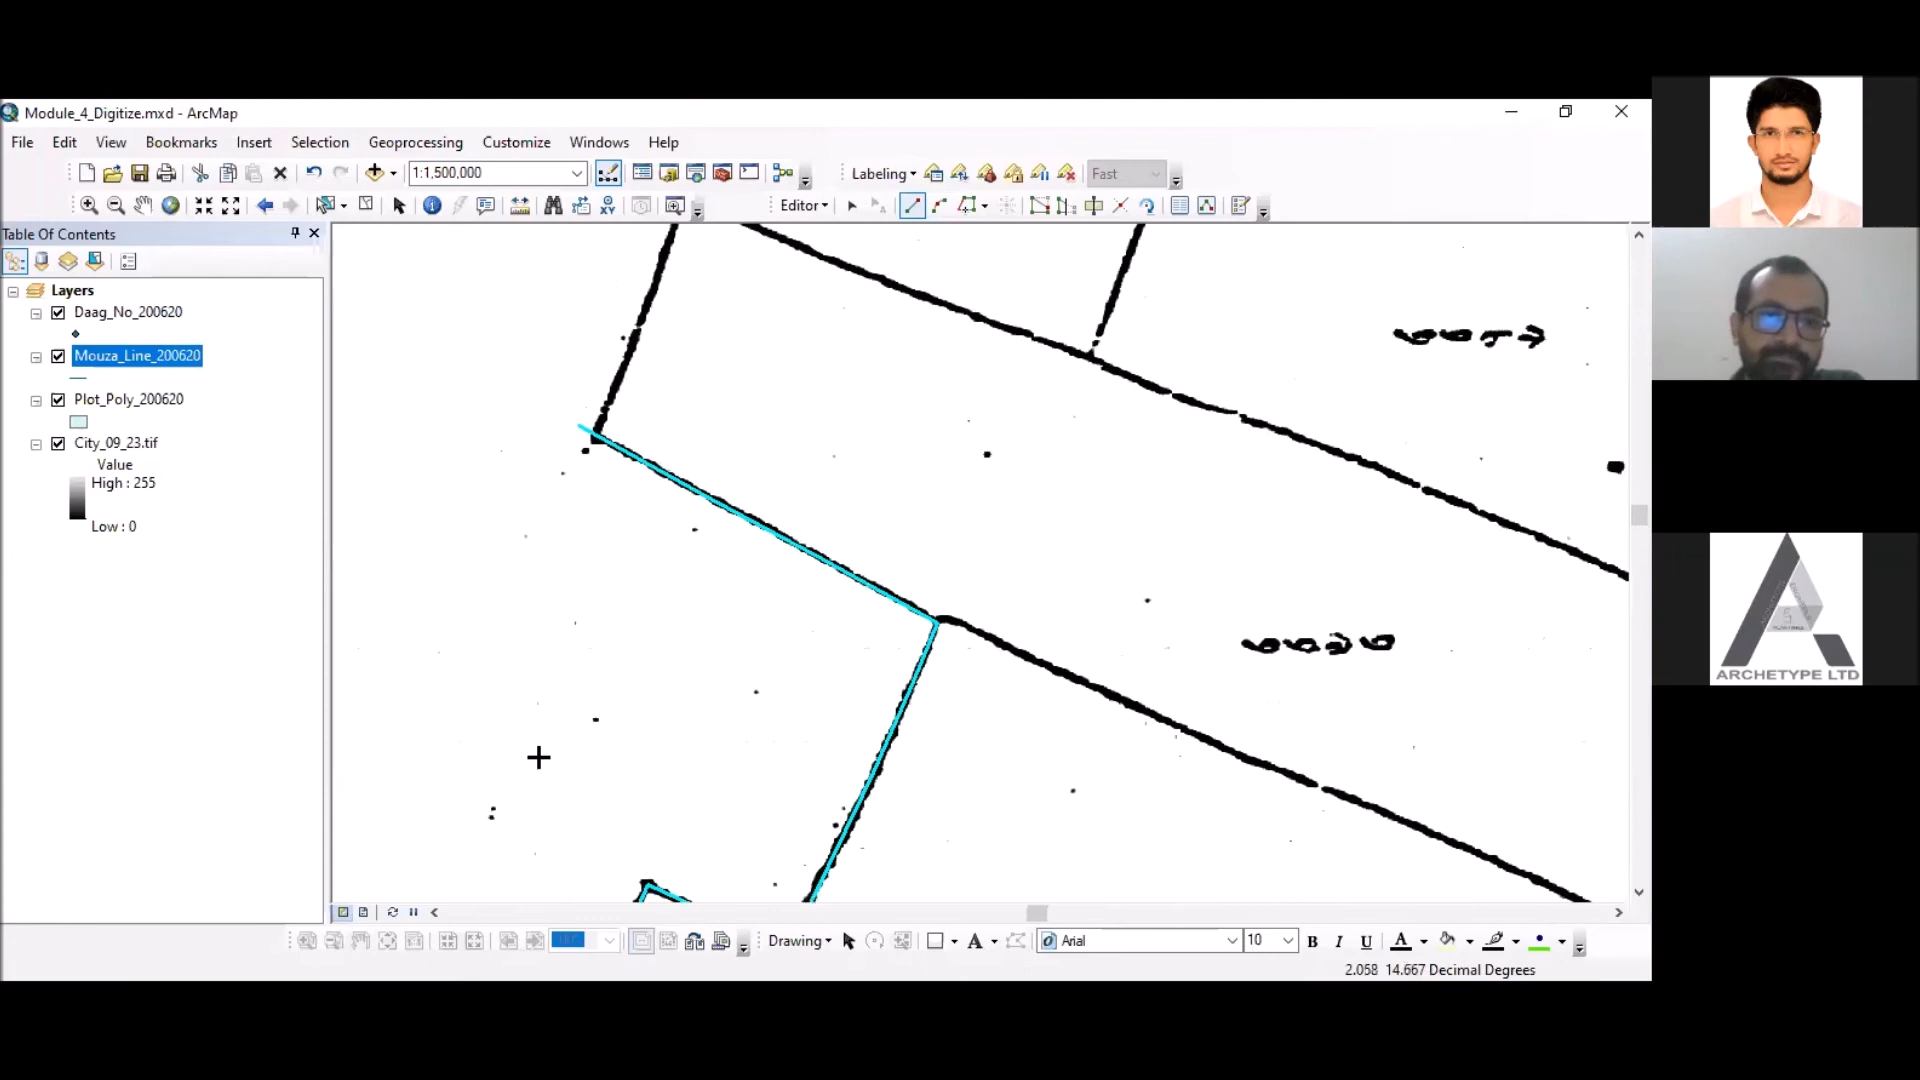 Module_4_Digitize.mxd - ArcMap
File Edit View Bookmarks Insert Selection Geoprocessing Customize Windows Help
1:1,500,000
Labeling
Fast
Editor
Table Of Contents
Layers
Daag_No_200620
Mouza_Line_200620
Plot_Poly_200620
City_09_23.tif
Value
High : 255
Low : 0
Drawing
A
Arial
10
B I U A
2.058 14.667 Decimal Degrees
ARCHETYPE LTD